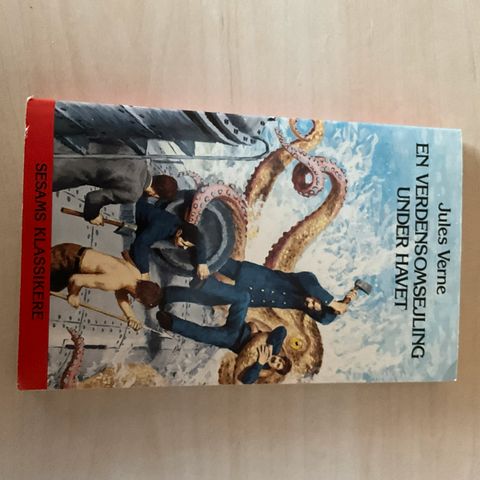 Jules Verne
EN VERDENSOMSEJLING
UNDER HAVET
SESAMS KLASSIKERE